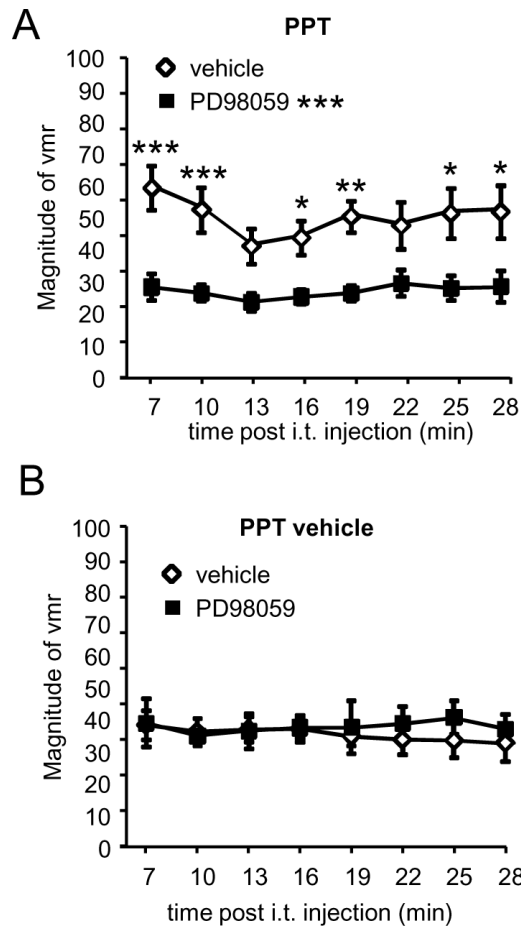 A
PPT
vehicle
PD98059 ***
Magnitude of vmr
100
90
80
70
60
50
40
30
20
10
0
*** *** * ** * *
7 10 13 16 19 22 25 28
time post i.t. injection (min)
B
PPT vehicle
vehicle
PD98059
Magnitude of vmr
100
90
80
70
60
50
40
30
20
10
0
7 10 13 16 19 22 25 28
time post i.t. injection (min)